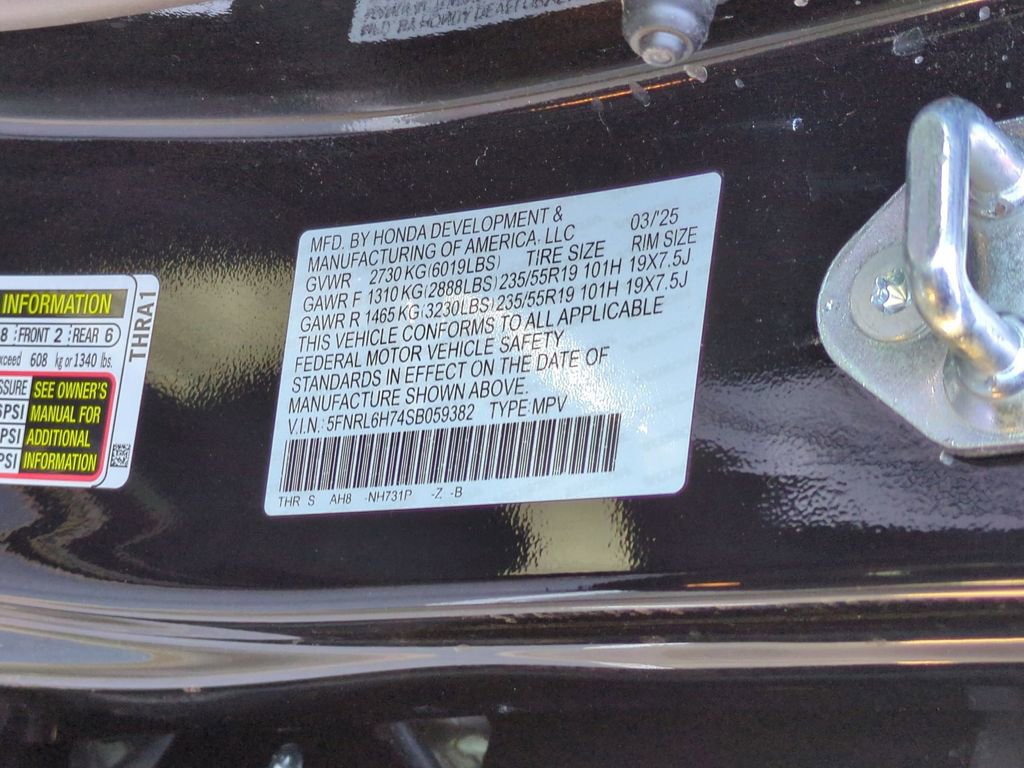 MFD. BY HONDA DEVELOPMENT & 03/'25
MANUFACTURING OF AMERICA, LLC
GVWR 2730 KG(6019LBS) TIRE SIZE RIM SIZE
GAWR F 1310 KG(2888LBS) 235/55R19 101H 19X7.5J
GAWR R 1465 KG(3230LBS) 235/55R19 101H 19X7.5J
THIS VEHICLE CONFORMS TO ALL APPLICABLE
FEDERAL MOTOR VEHICLE SAFETY
STANDARDS IN EFFECT ON THE DATE OF
MANUFACTURE SHOWN ABOVE.
V.I.N.: 5FNRL6H74SB059382 TYPE:MPV
THR S AH8 -NH731P -Z -B
INFORMATION
8 FRONT 2 REAR 6
608 kg or 1340 lbs.
SEE OWNER'S
MANUAL FOR
PSI ADDITIONAL
PSI INFORMATION
THRA1